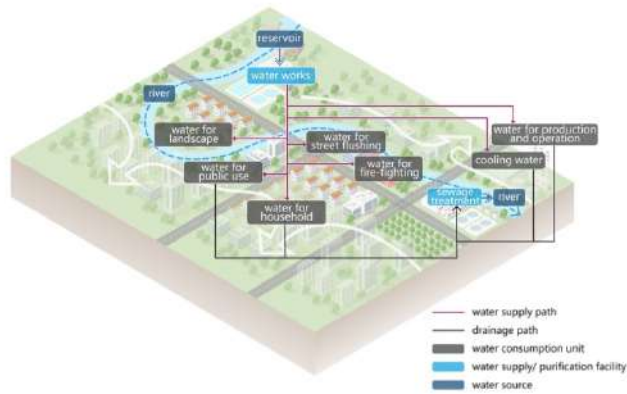 reservoir
water works
river
water for production
and operation
water for
landscape
water for
street flushing
cooling water
water for
public use
water for
fire-fighting
sewage
treatment
river
water for
household
water supply path
drainage path
water consumption unit
water supply/ purification facility
water source